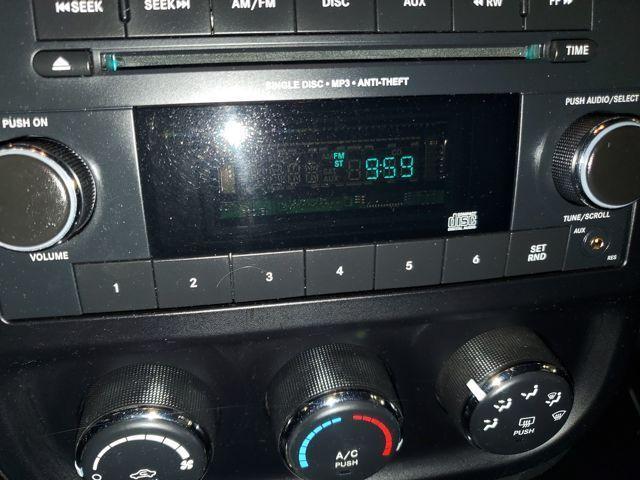 SEEK SEEK AM/FM DISC AUX RW FF
TIME
SINGLE DISC • MP3 • ANTI-THEFT
PUSH ON
PUSH AUDIO/SELECT
FM
ST
9:59
disc
VOLUME
TUNE/SCROLL
1 2 3 4 5 6 SET
RND
AUX
RES
A/C
PUSH
PUSH